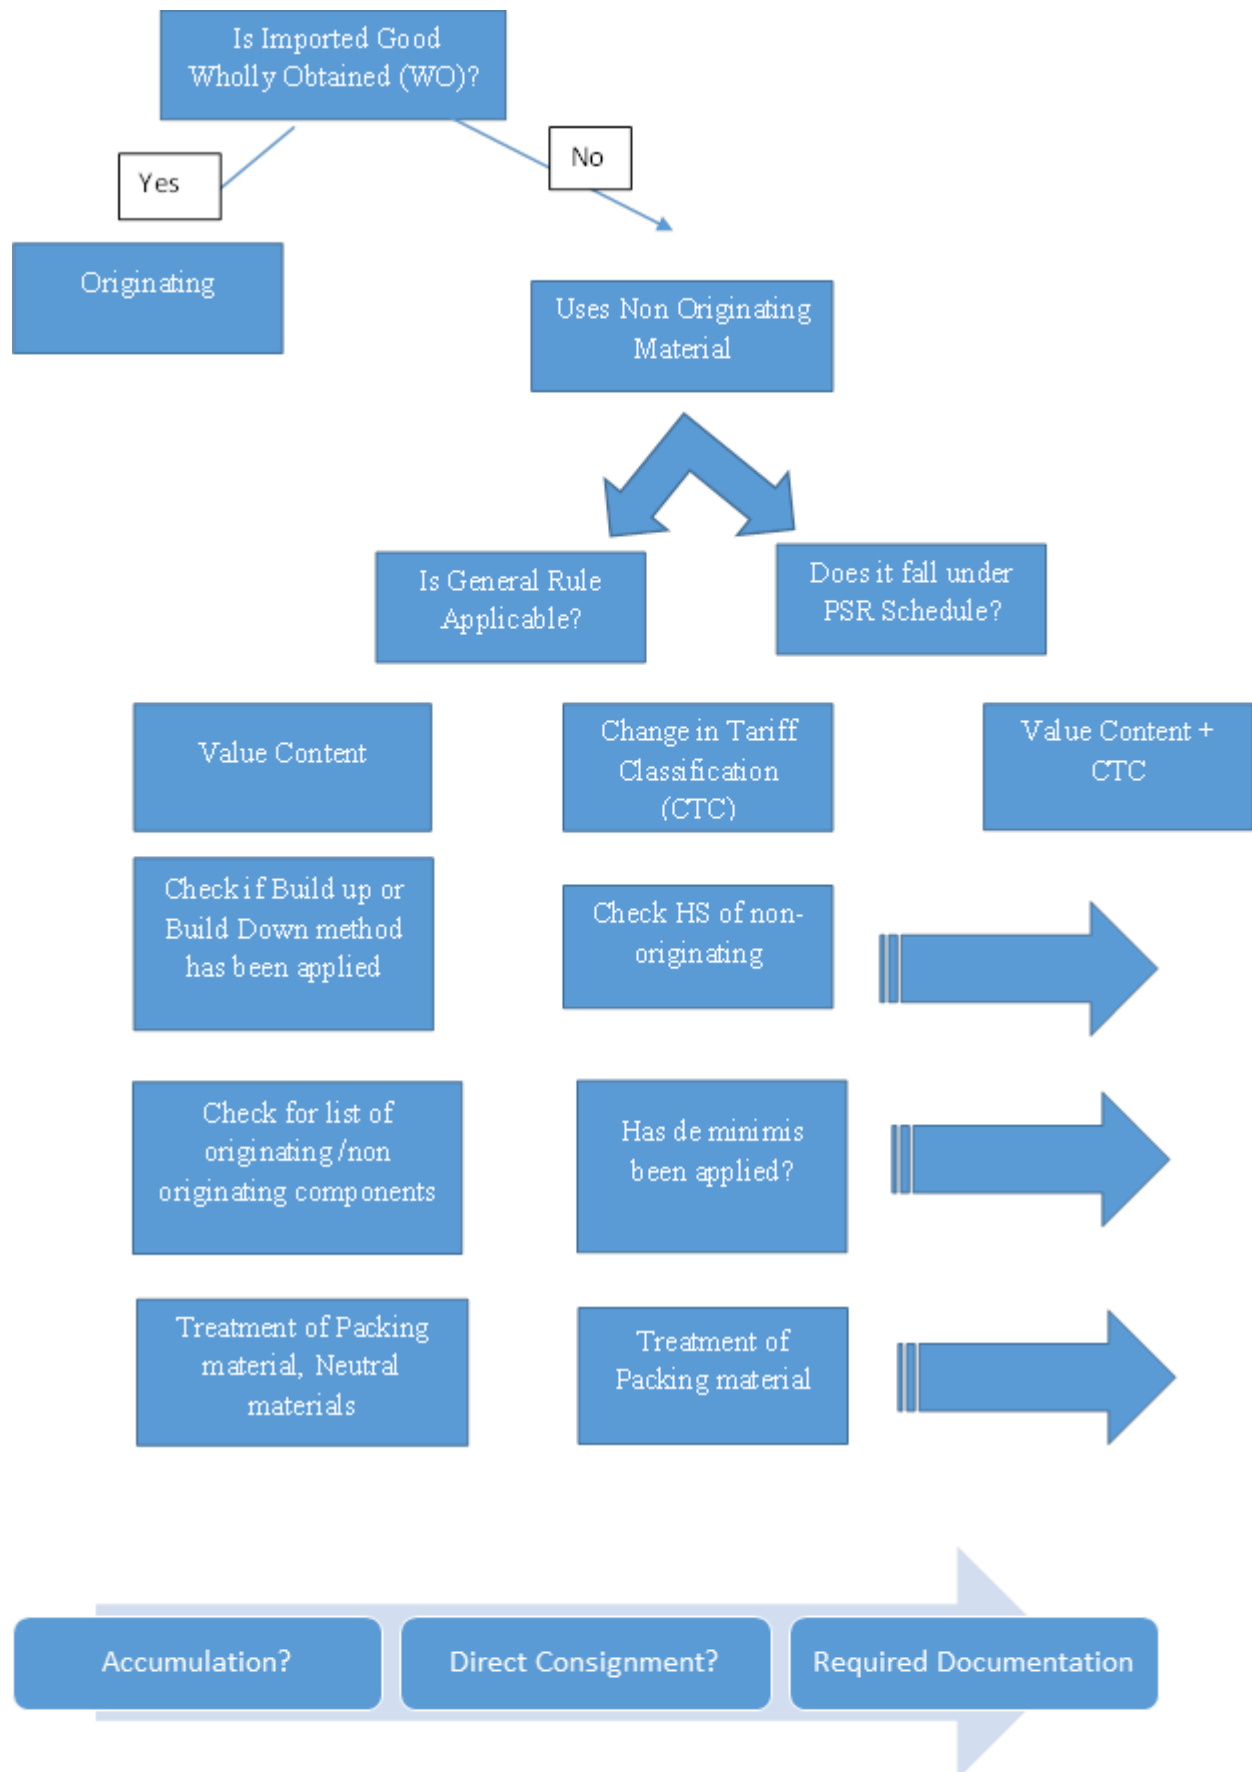 Is Imported Good
Wholly Obtained (WO)?
Yes
No
Originating
Uses Non Originating
Material
Is General Rule
Applicable?
Does it fall under
PSR Schedule?
Value Content
Change in Tariff
Classification
(CTC)
Value Content +
CTC
Check if Build up or
Build Down method
has been applied
Check HS of non-
originating
Check for list of
originating /non
originating components
Has de minimis
been applied?
Treatment of Packing
material, Neutral
materials
Treatment of
Packing material
Accumulation?
Direct Consignment?
Required Documentation